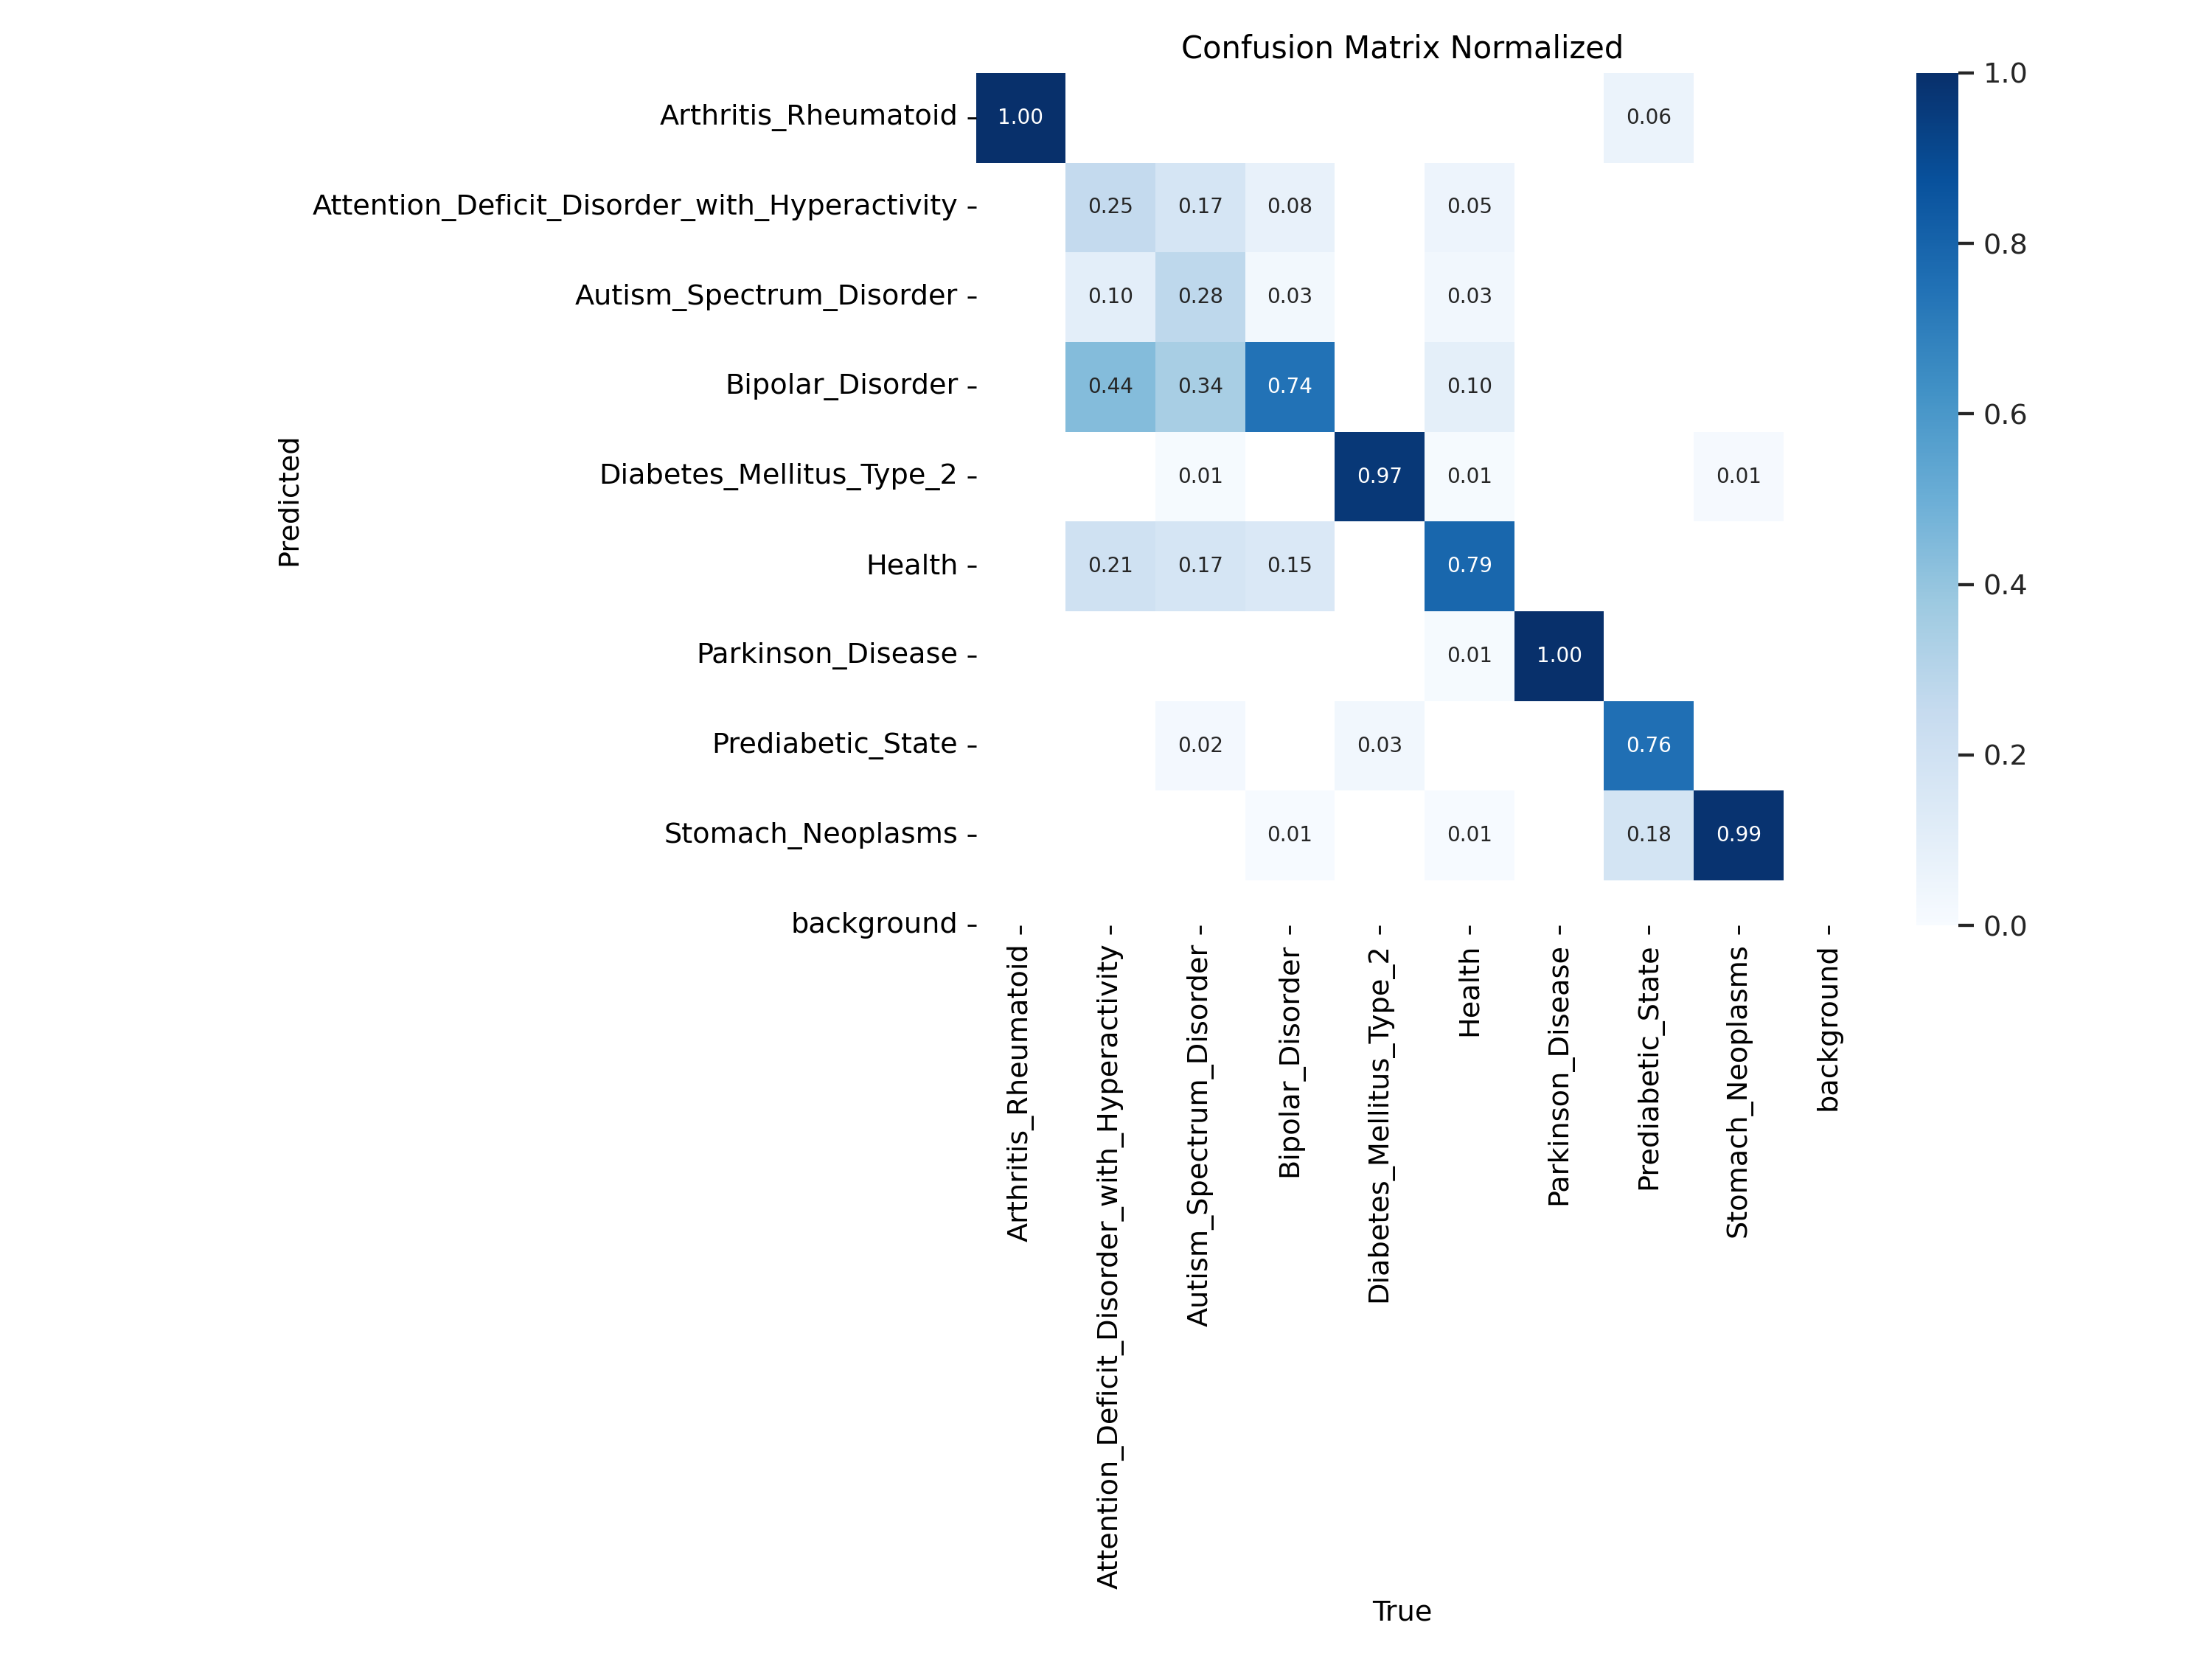 Confusion Matrix Normalized
Arthritis_Rheumatoid 1.00 0.06
Attention_Deficit_Disorder_with_Hyperactivity 0.25 0.17 0.08 0.05
Autism_Spectrum_Disorder 0.10 0.28 0.03 0.03
Bipolar_Disorder 0.44 0.34 0.74 0.10
Diabetes_Mellitus_Type_2 0.01 0.97 0.01 0.01
Health 0.21 0.17 0.15 0.79
Parkinson_Disease 0.01 1.00
Prediabetic_State 0.02 0.03 0.76
Stomach_Neoplasms 0.01 0.01 0.18 0.99
background
Predicted
Arthritis_Rheumatoid
Attention_Deficit_Disorder_with_Hyperactivity
Autism_Spectrum_Disorder
Bipolar_Disorder
Diabetes_Mellitus_Type_2
Health
Parkinson_Disease
Prediabetic_State
Stomach_Neoplasms
background
True
1.0
0.8
0.6
0.4
0.2
0.0